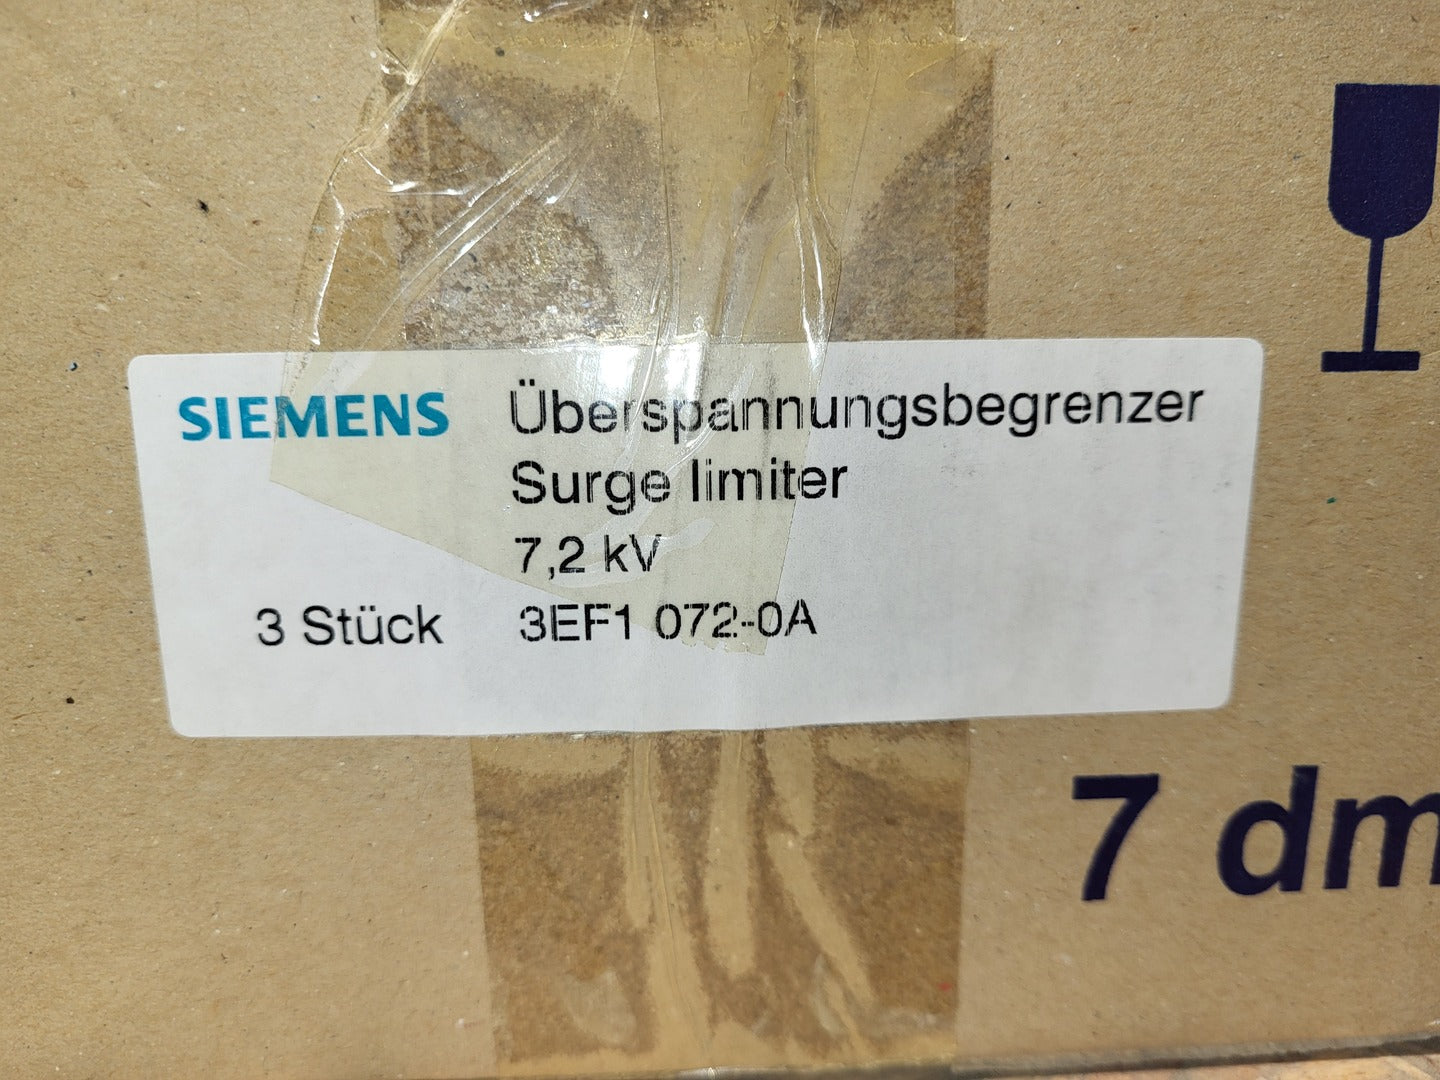 SIEMENS Überspannungsbegrenzer
Surge limiter
7,2 kV
3 Stück 3EF1 072-0A
7 dm